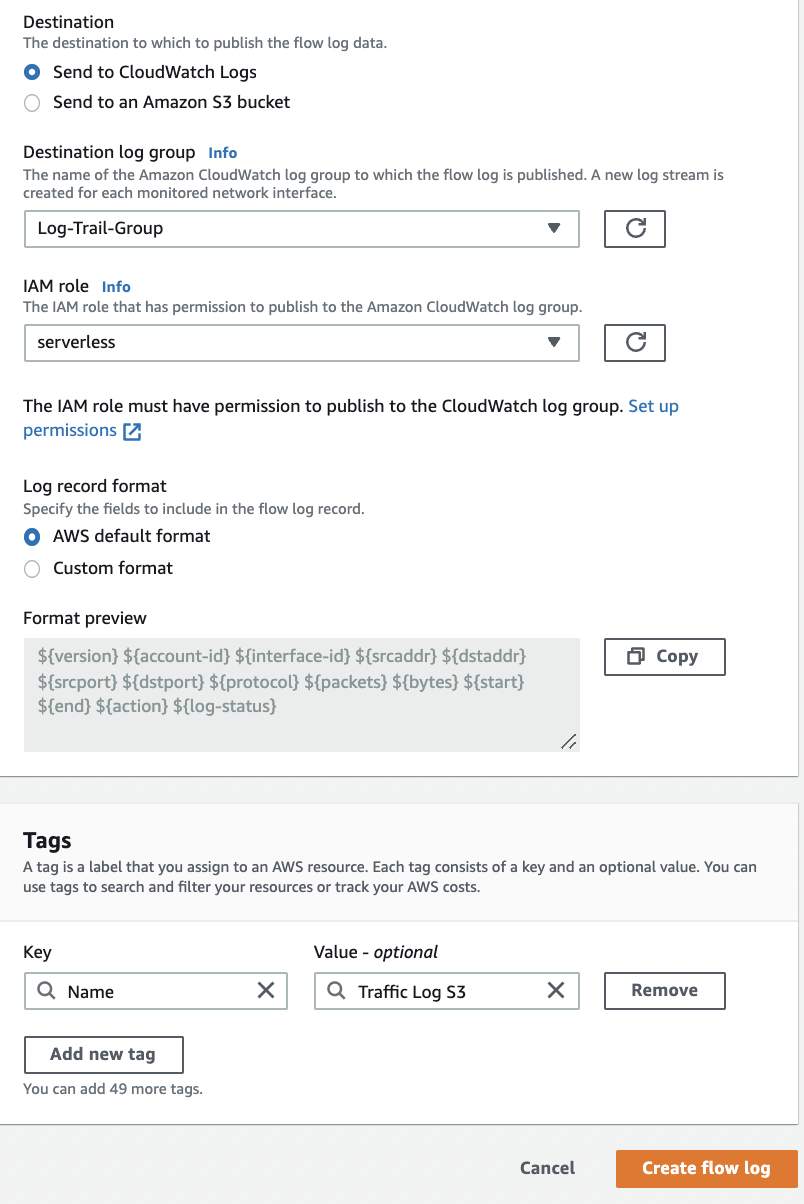 Destination
The destination to which to publish the flow log data.
Send to CloudWatch Logs
Send to an Amazon S3 bucket
Destination log group Info
The name of the Amazon CloudWatch log group to which the flow log is published. A new log stream is
created for each monitored network interface.
Log-Trail-Group
IAM role Info
The IAM role that has permission to publish to the Amazon CloudWatch log group.
serverless
The IAM role must have permission to publish to the CloudWatch log group. Set up
permissions
Log record format
Specify the fields to include in the flow log record.
AWS default format
Custom format
Format preview
${version} ${account-id} ${interface-id} ${srcaddr} ${dstaddr}
${srcport} ${dstport} ${protocol} ${packets} ${bytes} ${start}
${end} ${action} ${log-status}
Copy
Tags
A tag is a label that you assign to an AWS resource. Each tag consists of a key and an optional value. You can
use tags to search and filter your resources or track your AWS costs.
Key Value - optional
Name Traffic Log S3 Remove
Add new tag
You can add 49 more tags.
Cancel Create flow log